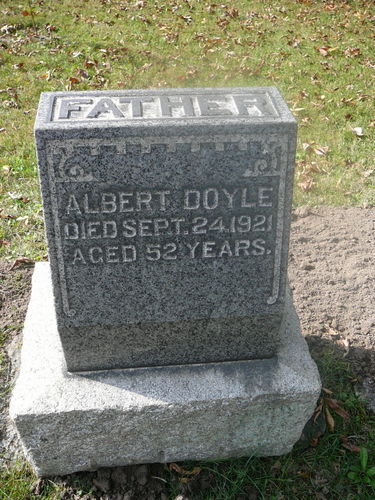 FATHER
ALBERT DOYLE
DIED SEPT. 24. 1921
AGED 52 YEARS.